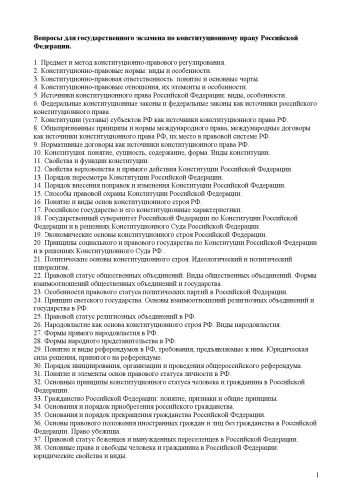 Вопросы для государственного экзамена по конституционному праву Российской
Федерации.
1. Предмет и метод конституционно-правового регулирования.
2. Конституционно-правовые нормы: виды и особенности.
3. Конституционно-правовая ответственность: понятие и основные черты.
4. Конституционно-правовые отношения, их элементы и особенности.
5. Источники конституционного права Российской Федерации: виды, особенности.
6. Федеральные конституционные законы и федеральные законы как источники российского
конституционного права.
7. Конституции (уставы) субъектов РФ как источники конституционного права РФ.
8. Общепризнанные принципы и нормы международного права, международные договоры
как источники конституционного права РФ, их место в правовой системе РФ.
9. Нормативные договоры как источники конституционного права РФ.
10. Конституция: понятие, сущность, содержание, форма. Виды конституции.
11. Свойства и функции конституции.
12. Свойства верховенства и прямого действия Конституции Российской Федерации.
13. Порядок пересмотра Конституции Российской Федерации.
14. Порядок внесения поправок и изменения Конституции Российской Федерации.
15. Способы правовой охраны Конституции Российской Федерации.
16. Понятие и виды основ конституционного строя РФ.
17. Российское государство и его конституционные характеристики.
18. Государственный суверенитет Российской Федерации по Конституции Российской
Федерации и в решениях Конституционного Суда Российской Федерации.
19. Экономические основы конституционного строя Российской Федерации.
20. Принципы социального и правового государства по Конституции Российской Федерации
и в решениях Конституционного Суда РФ .
21. Политические основы конституционного строя. Идеологический и политический
плюрализм.
22. Правовой статус общественных объединений. Виды общественных объединений. Формы
взаимоотношений общественных объединений и государства.
23. Особенности правового статуса политических партий в Российской Федерации.
24. Принцип светского государства. Основы взаимоотношений религиозных объединений и
государства в РФ.
25. Правовой статус религиозных объединений в РФ.
26. Народовластие как основа конституционного строя РФ. Виды народовластия.
27. Формы прямого народовластия в РФ.
28. Формы народного представительства в РФ.
29. Понятие и виды референдумов в РФ, требования, предъявляемые к ним. Юридическая
сила решения, принятого на референдуме.
30. Порядок инициирования, организации и проведения общероссийского референдума.
31. Понятие и элементы основ правового статуса личности в РФ.
32. Основные принципы конституционного статуса человека и гражданина в Российской
Федерации.
33. Гражданство Российской Федерации: понятие, признаки и общие принципы.
34. Основания и порядок приобретения российского гражданства.
35. Основания и порядок прекращения гражданства Российской Федерации.
36. Основы правового положения иностранных граждан и лиц без гражданства в Российской
Федерации. Право убежища.
37. Правовой статус беженцев и вынужденных переселенцев в Российской Федерации.
38. Основные права и свободы человека и гражданина в Российской Федерации:
юридические свойства и виды.
1